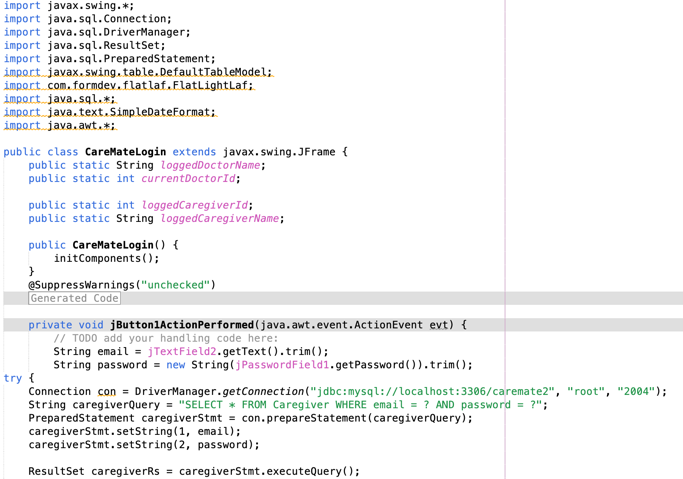 import javax.swing.*;
import java.sql.Connection;
import java.sql.DriverManager;
import java.sql.ResultSet;
import java.sql.PreparedStatement;
import javax.swing.table.DefaultTableModel;
import com.formdev.flatlaf.FlatLightLaf;
import java.sql.*;
import java.text.SimpleDateFormat;
import java.awt.*;
public class CareMateLogin extends javax.swing.JFrame {
public static String loggedDoctorName;
public static int currentDoctorId;
public static int loggedCaregiverId;
public static String loggedCaregiverName;
public CareMateLogin() {
initComponents();
}
@SuppressWarnings("unchecked")
Generated Code
private void jButton1ActionPerformed(java.awt.event.ActionEvent evt) {
// TODO add your handling code here:
String email = jTextField2.getText().trim();
String password = new String(jPasswordField1.getPassword()).trim();
try {
Connection con = DriverManager.getConnection("jdbc:mysql://localhost:3306/caremate2", "root", "2004");
String caregiverQuery = "SELECT * FROM Caregiver WHERE email = ? AND password = ?";
PreparedStatement caregiverStmt = con.prepareStatement(caregiverQuery);
caregiverStmt.setString(1, email);
caregiverStmt.setString(2, password);
ResultSet caregiverRs = caregiverStmt.executeQuery();